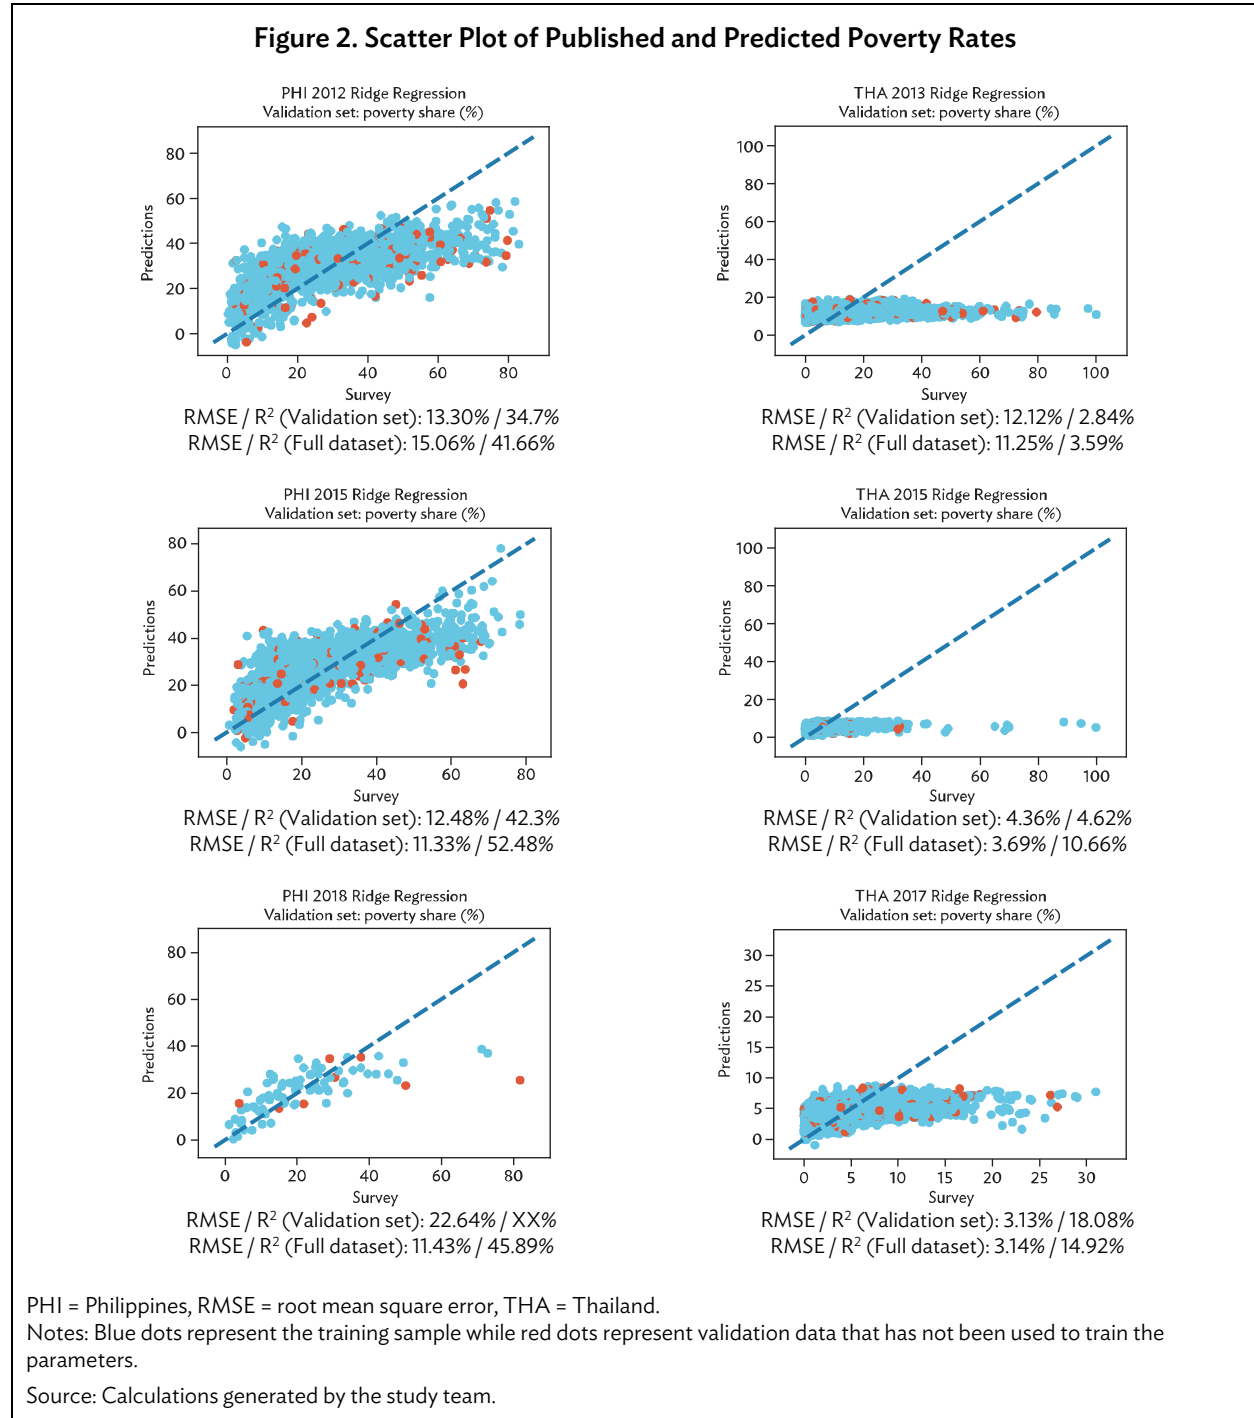 Figure 2. Scatter Plot of Published and Predicted Poverty Rates
PHI 2012 Ridge Regression
Validation set: poverty share (%)
80
60
40
20
0
Predictions
0 20 40 60 80
Survey
RMSE / R² (Validation set): 13.30% / 34.7%
RMSE / R² (Full dataset): 15.06% / 41.66%
THA 2013 Ridge Regression
Validation set: poverty share (%)
100
80
60
40
20
0
Predictions
0 20 40 60 80 100
Survey
RMSE / R² (Validation set): 12.12% / 2.84%
RMSE / R² (Full dataset): 11.25% / 3.59%
PHI 2015 Ridge Regression
Validation set: poverty share (%)
80
60
40
20
0
Predictions
0 20 40 60 80
Survey
RMSE / R² (Validation set): 12.48% / 42.3%
RMSE / R² (Full dataset): 11.33% / 52.48%
THA 2015 Ridge Regression
Validation set: poverty share (%)
100
80
60
40
20
0
Predictions
0 20 40 60 80 100
Survey
RMSE / R² (Validation set): 4.36% / 4.62%
RMSE / R² (Full dataset): 3.69% / 10.66%
PHI 2018 Ridge Regression
Validation set: poverty share (%)
80
60
40
20
0
Predictions
0 20 40 60 80
Survey
RMSE / R² (Validation set): 22.64% / XX%
RMSE / R² (Full dataset): 11.43% / 45.89%
THA 2017 Ridge Regression
Validation set: poverty share (%)
30
25
20
15
10
5
0
Predictions
0 5 10 15 20 25 30
Survey
RMSE / R² (Validation set): 3.13% / 18.08%
RMSE / R² (Full dataset): 3.14% / 14.92%
PHI = Philippines, RMSE = root mean square error, THA = Thailand.
Notes: Blue dots represent the training sample while red dots represent validation data that has not been used to train the
parameters.
Source: Calculations generated by the study team.